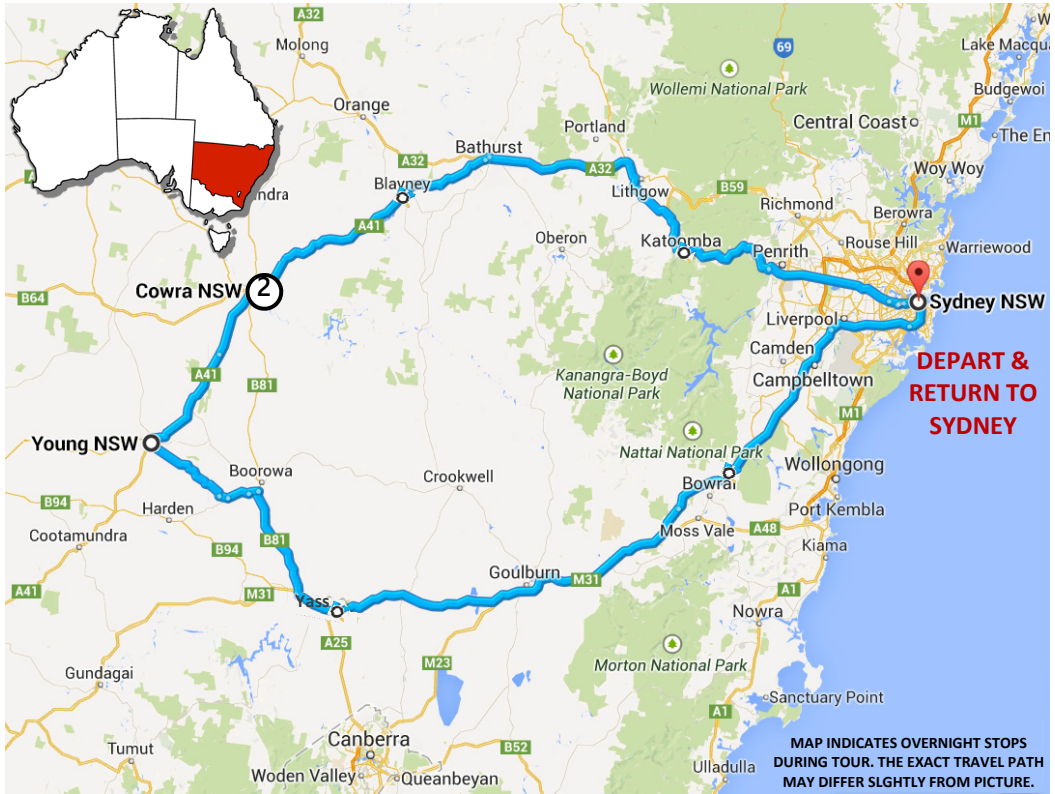 A32
69
W
Molong
Lake Macqua
Wollemi National Park
Budgewoi
Orange
Portland
Central Coast
M1
The En
Bathurst
A32
A32
Blayney
Lithgow
B59
Woy Woy
ndra
Richmond
Berowra
A41
Oberon
Katoomba
Rouse Hill
Warriewood
Penrith
Cowra NSW
2
B64
Sydney NSW
Liverpool
Camden
Kanangra-Boyd
National Park
Campbelltown
DEPART &
RETURN TO
SYDNEY
A41
B81
M1
Young NSW
Nattai National Park
Boorowa
Crookwell
Wollongong
Bowral
B94
Harden
Port Kembla
Moss Vale
A48
Cootamundra
B81
B94
Kiama
Goulburn
M31
A41
M31
A1
Yass
Nowra
A25
M23
Morton National Park
Gundagai
Sanctuary Point
A1
Canberra
Tumut
B52
Woden Valley
Queanbeyan
Ulladulla
MAP INDICATES OVERNIGHT STOPS
DURING TOUR. THE EXACT TRAVEL PATH
MAY DIFFER SLGHTLY FROM PICTURE.